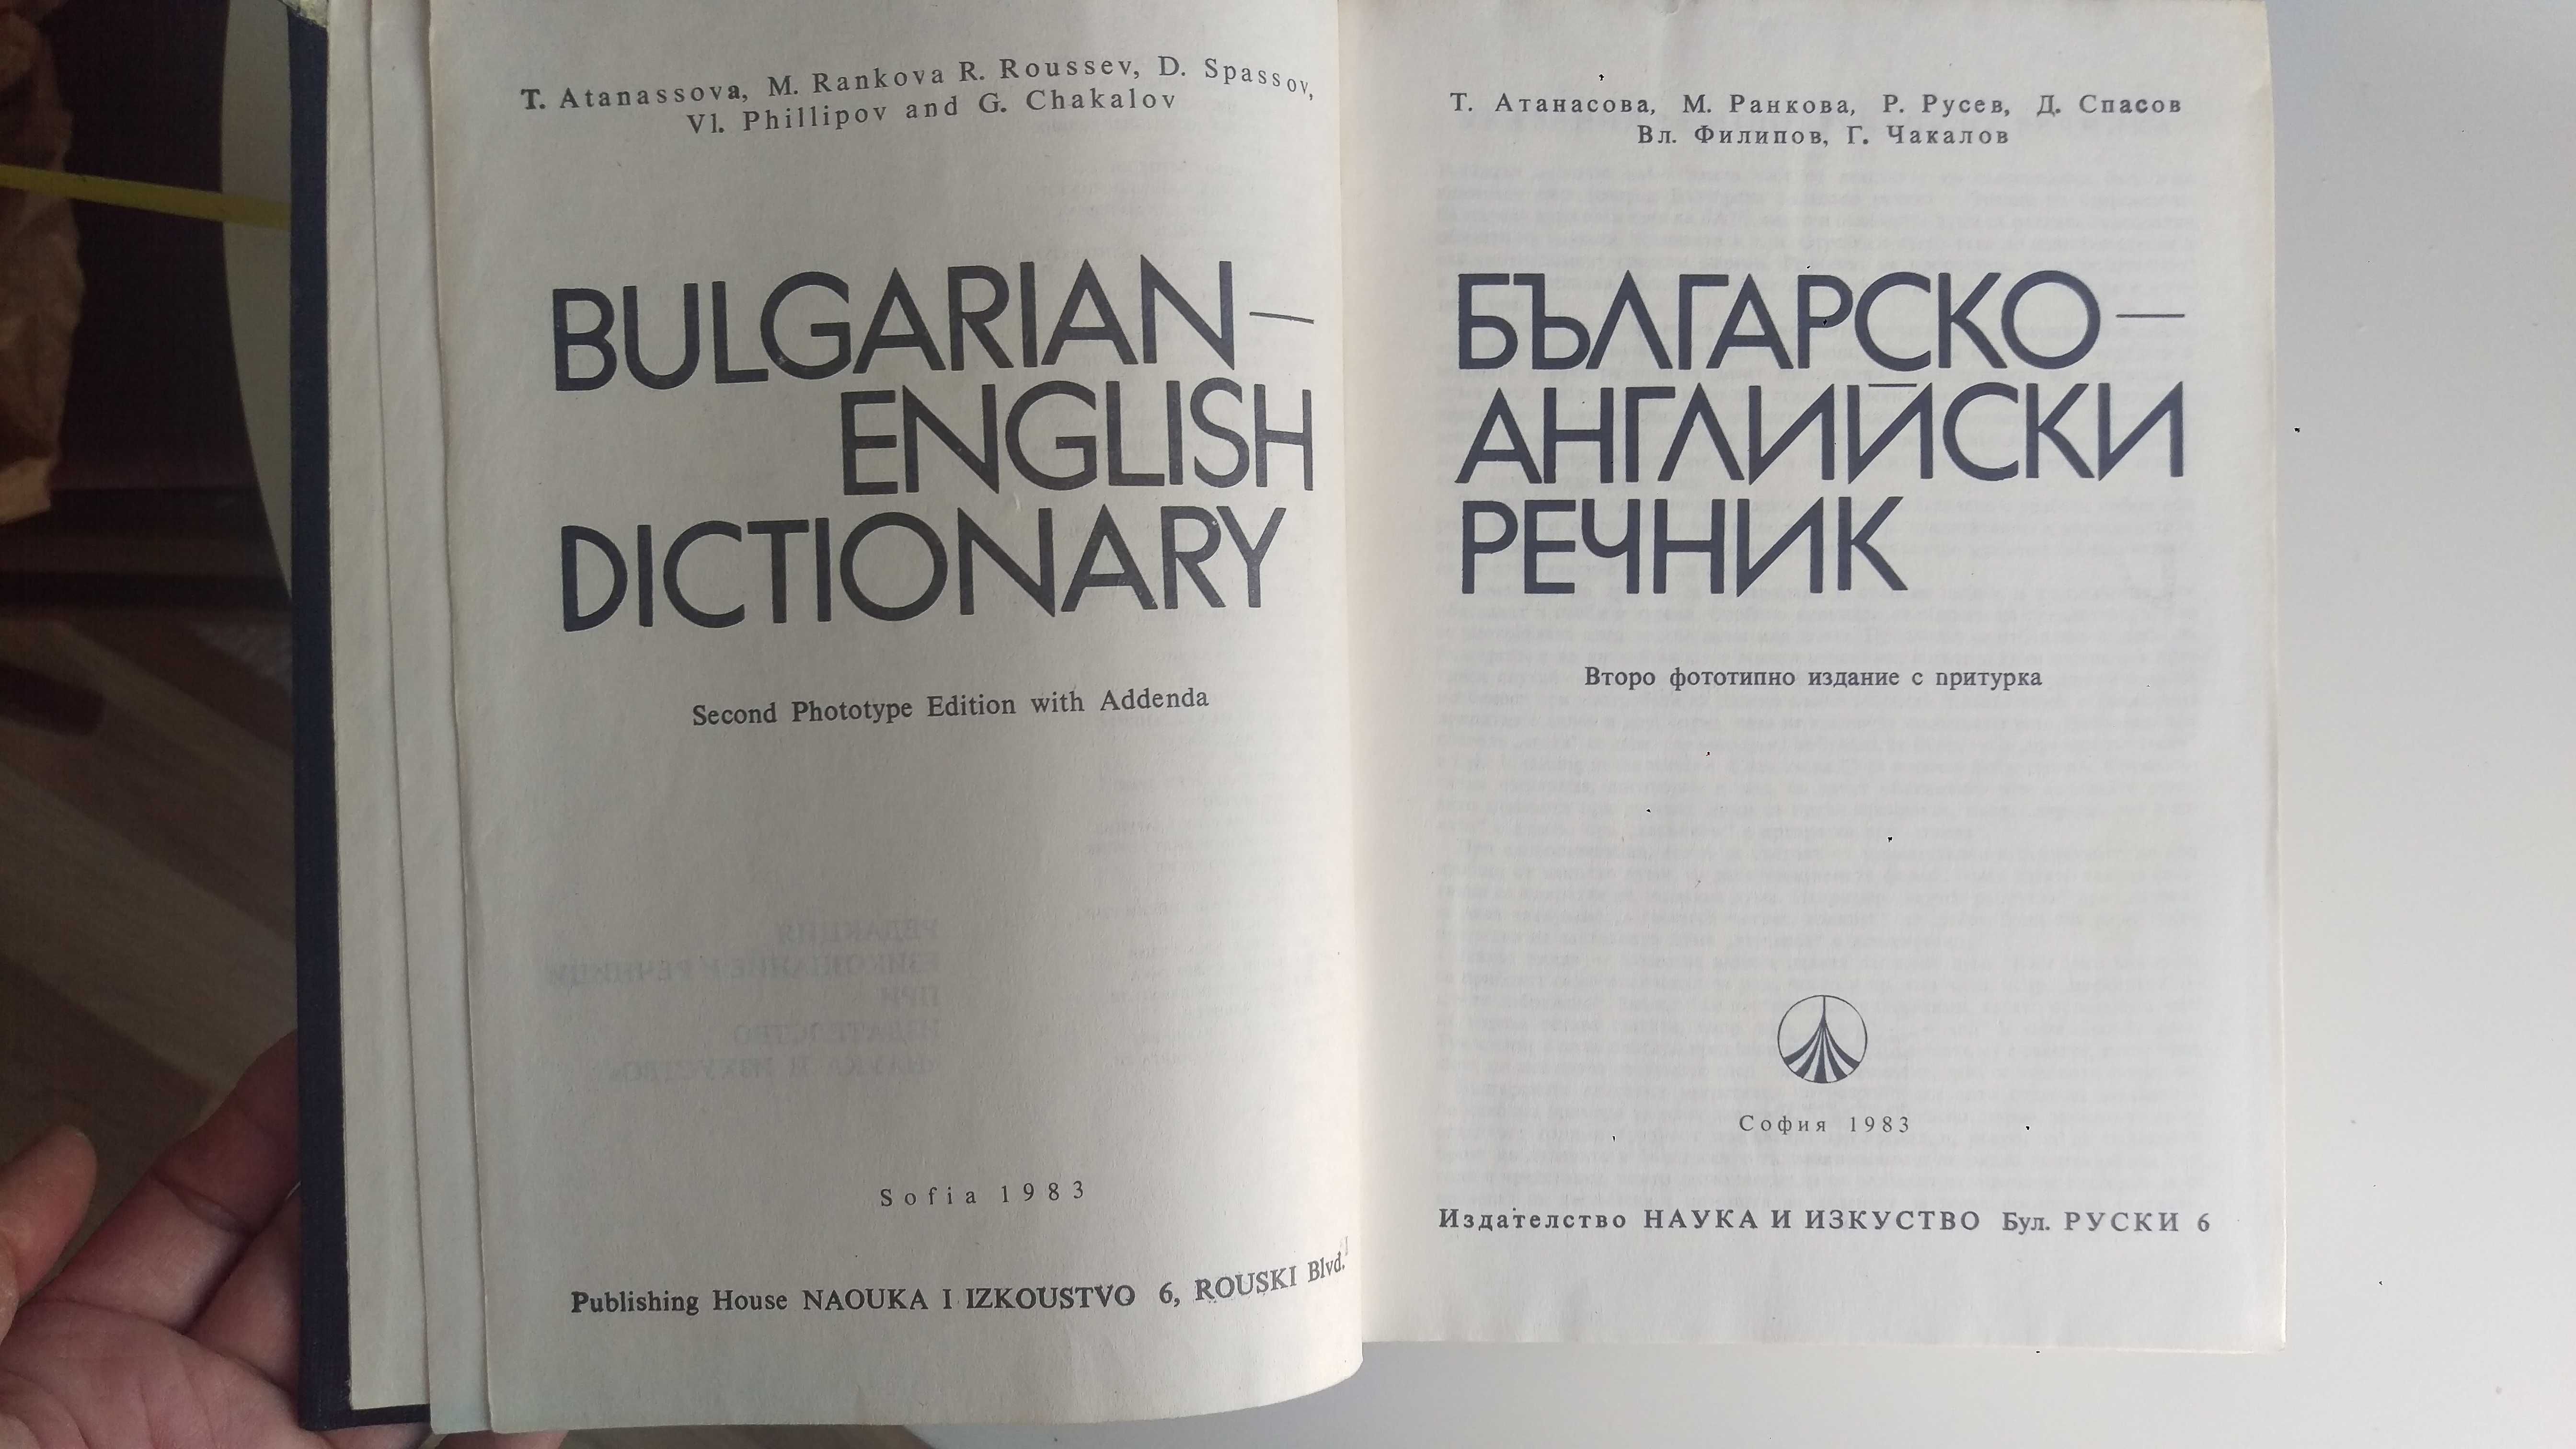 T. Atanassova, M. Rankova R. Roussev, D. Spassov,
Vl. Phillipov and G. Chakalov
BULGARIAN—
ENGLISH
DICTIONARY
Second Phototype Edition with Addenda
Sofia 1983
Publishing House NAOUKA I IZKOUSTVO 6, ROUSKI Blvd.
Т. Атанасова, М. Ранкова, Р. Русев, Д. Спасов
Вл. Филипов, Г. Чакалов
БЪЛГАРСКО—
АНГЛИЙСКИ
РЕЧНИК
Второ фототипно издание с притурка
София 1983
Издателство НАУКА И ИЗКУСТВО Бул. РУСКИ 6